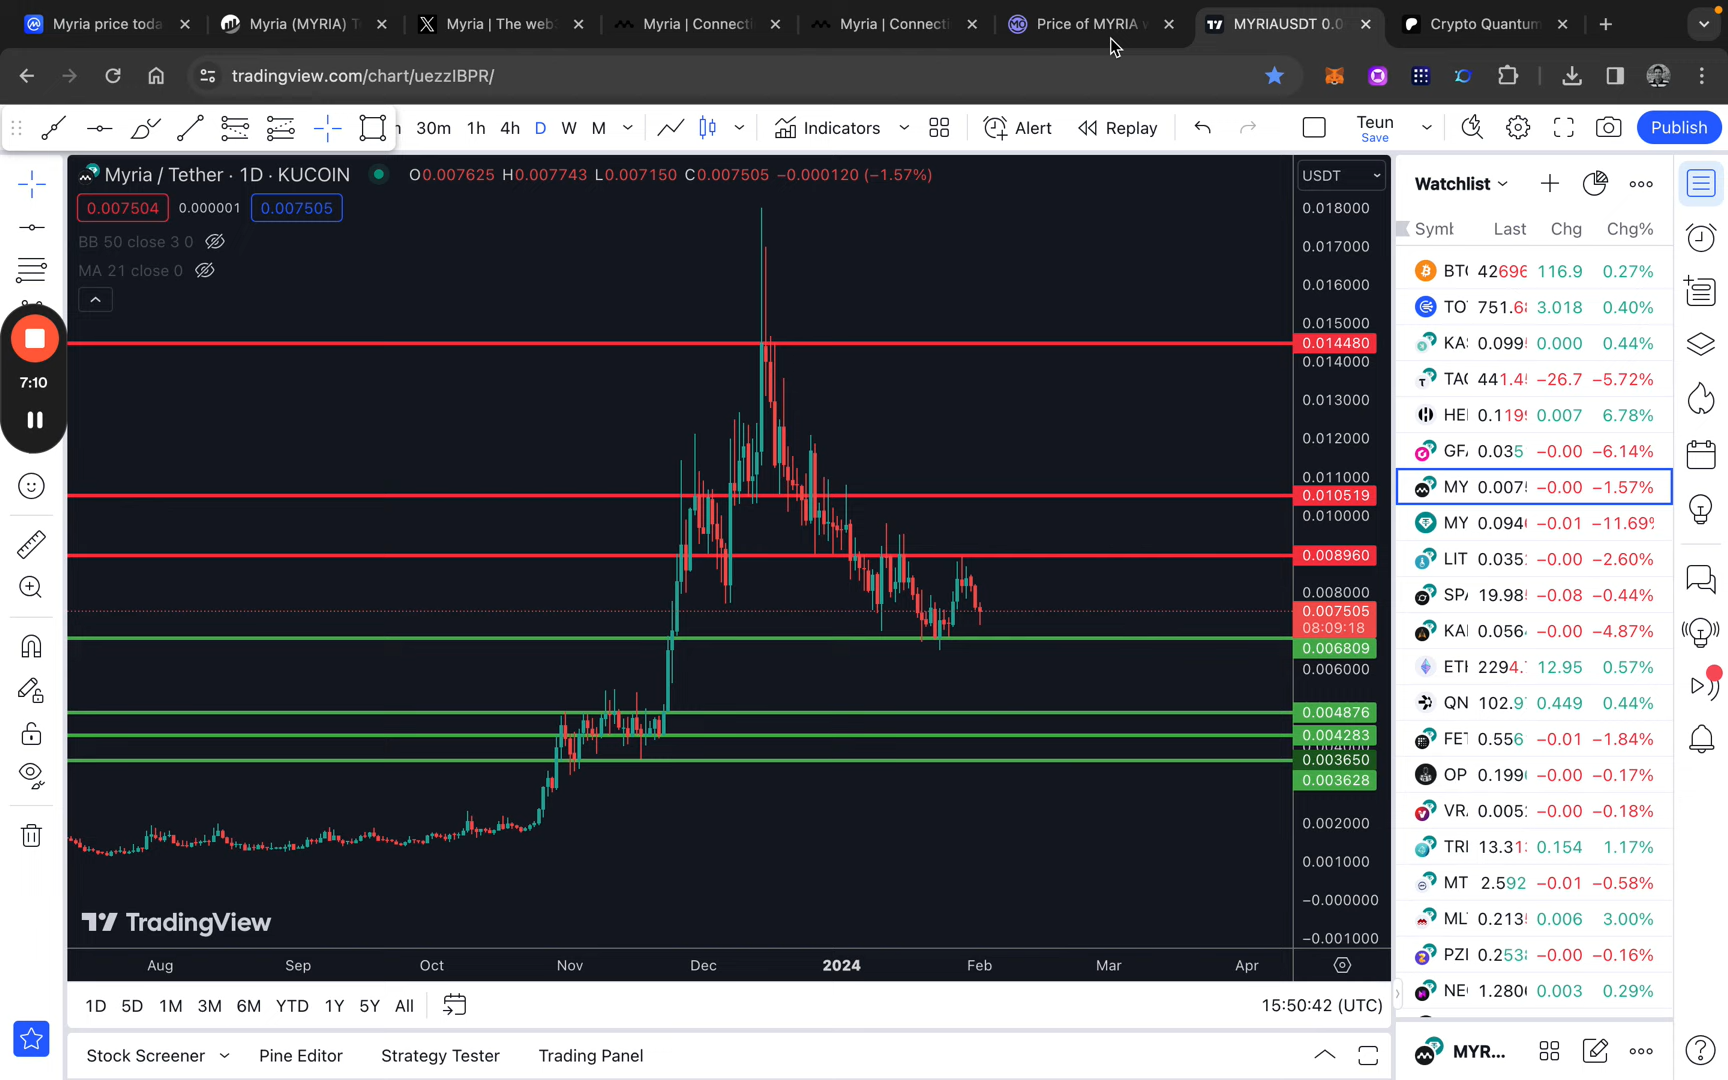 Myria price toda
Myria (MYRIA) T
Myria | The web
Myria | Connecti
Myria | Connecti
Price of MYRIA
MYRIAUSDT 0.0
Crypto Quantum
tradingview.com/chart/uezzIBPR/
30m 1h 4h D W M
Indicators
Alert
Replay
Teun
Save
Publish
Myria / Tether · 1D · KUCOIN
O0.007625 H0.007743 L0.007150 C0.007505 −0.000120 (−1.57%)
0.007504 0.000001 0.007505
BB 50 close 3 0
MA 21 close 0
7:10
USDT
0.018000
0.017000
0.016000
0.015000
0.014480
0.014000
0.013000
0.012000
0.011000
0.010519
0.010000
0.008960
0.008000
0.007505
08:09:18
0.006809
0.006000
0.004876
0.004283
0.003650
0.003628
0.002000
0.001000
−0.000000
−0.001000
TradingView
Aug Sep Oct Nov Dec 2024 Feb Mar Apr
1D 5D 1M 3M 6M YTD 1Y 5Y All
15:50:42 (UTC)
Stock Screener Pine Editor Strategy Tester Trading Panel
Watchlist
Symb Last Chg Chg%
BT 42696 116.9 0.27%
TO 751.6 3.018 0.40%
KA 0.099 0.000 0.44%
TA 441.4 −26.7 −5.72%
HE 0.119 0.007 6.78%
GF 0.035 −0.00 −6.14%
MY 0.007 −0.00 −1.57%
MY 0.094 −0.01 −11.69
LIT 0.035 −0.00 −2.60%
SP 19.98 −0.08 −0.44%
KA 0.056 −0.00 −4.87%
ET 2294. 12.95 0.57%
QN 102.9 0.449 0.44%
FE 0.556 −0.01 −1.84%
OP 0.199 −0.00 −0.17%
VR 0.005 −0.00 −0.18%
TR 13.31 0.154 1.17%
MT 2.592 −0.01 −0.58%
ML 0.213 0.006 3.00%
PZ 0.253 −0.00 −0.16%
NE 1.280 0.003 0.29%
MYR...